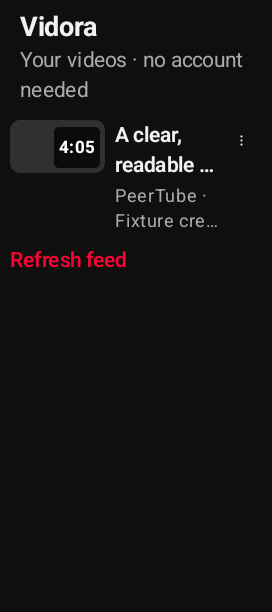 Vidora
Your videos · no account
needed
4:05
A clear,
readable …
PeerTube ·
Fixture cre…
Refresh feed